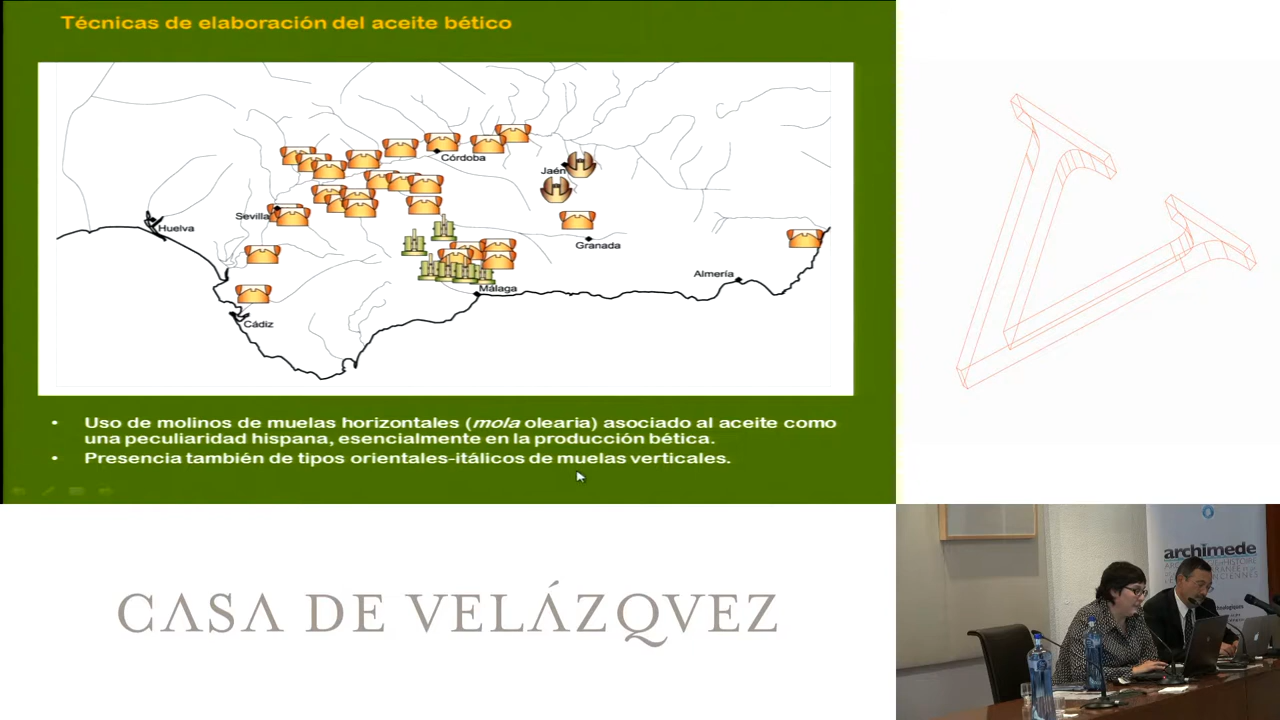 Técnicas de elaboración del aceite bético
Córdoba
Jaén
Sevilla
Huelva
Granada
Almería
Málaga
Cádiz
• Uso de molinos de muelas horizontales (mola olearia) asociado al aceite como
una peculiaridad hispana, esencialmente en la producción bética.
• Presencia también de tipos orientales-itálicos de muelas verticales.
CASA DE VELÁZQVEZ
archimede